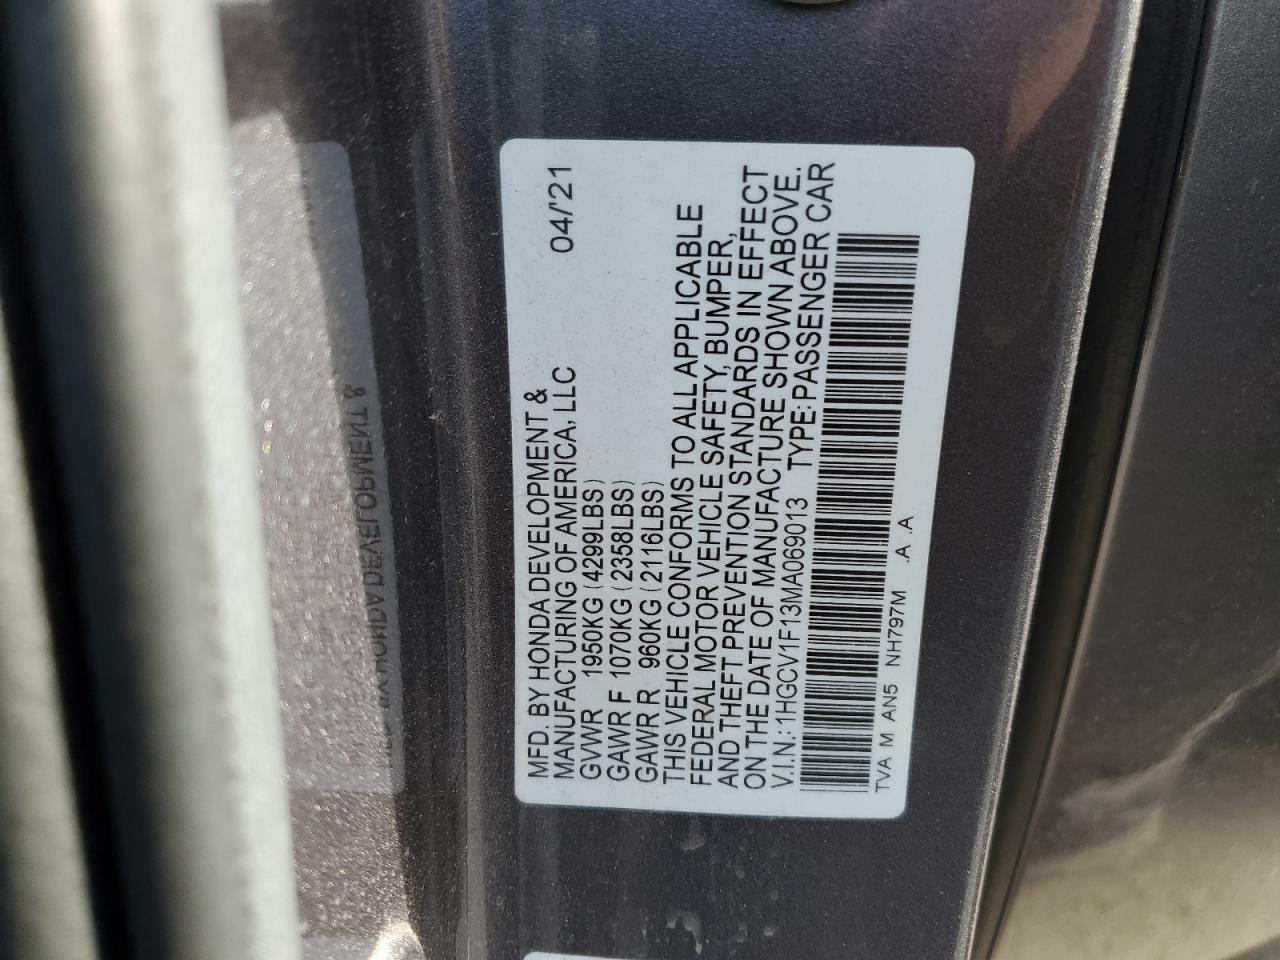 MFD. BY HONDA DEVELOPMENT &
MANUFACTURING OF AMERICA, LLC 04/'21
GVWR 1950KG (4299LBS)
GAWR F 1070KG (2358LBS)
GAWR R 960KG (2116LBS)
THIS VEHICLE CONFORMS TO ALL APPLICABLE
FEDERAL MOTOR VEHICLE SAFETY, BUMPER,
AND THEFT PREVENTION STANDARDS IN EFFECT
ON THE DATE OF MANUFACTURE SHOWN ABOVE.
V.I.N.: 1HGCV1F13MA069013 TYPE: PASSENGER CAR
TVA M AN5 NH797M .A .A
HONDA DEVELOPMENT &